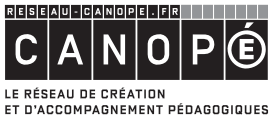 RESEAU-CANOPE.FR
CANOPÉ
LE RÉSEAU DE CRÉATION
ET D'ACCOMPAGNEMENT PÉDAGOGIQUES